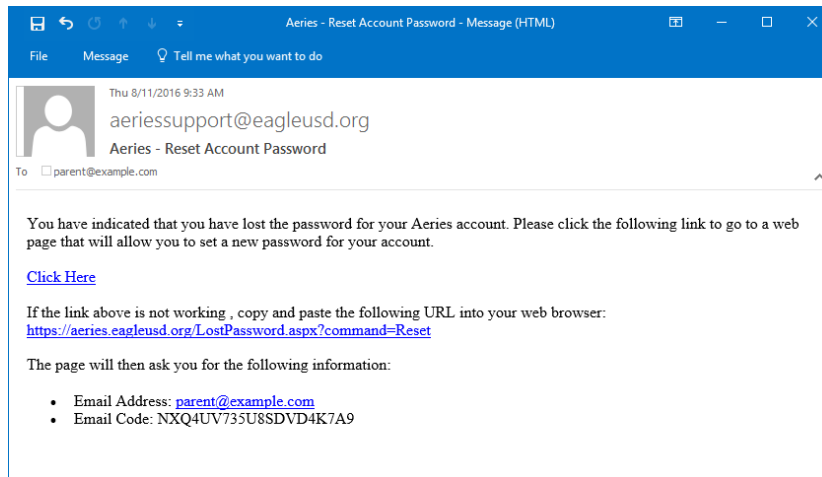 Aeries - Reset Account Password - Message (HTML)
File Message Tell me what you want to do
Thu 8/11/2016 9:33 AM
aeriessupport@eagleusd.org
Aeries - Reset Account Password
To parent@example.com
You have indicated that you have lost the password for your Aeries account. Please click the following link to go to a web
page that will allow you to set a new password for your account.
Click Here
If the link above is not working , copy and paste the following URL into your web browser:
https://aeries.eagleusd.org/LostPassword.aspx?command=Reset
The page will then ask you for the following information:
• Email Address: parent@example.com
• Email Code: NXQ4UV735U8SDVD4K7A9